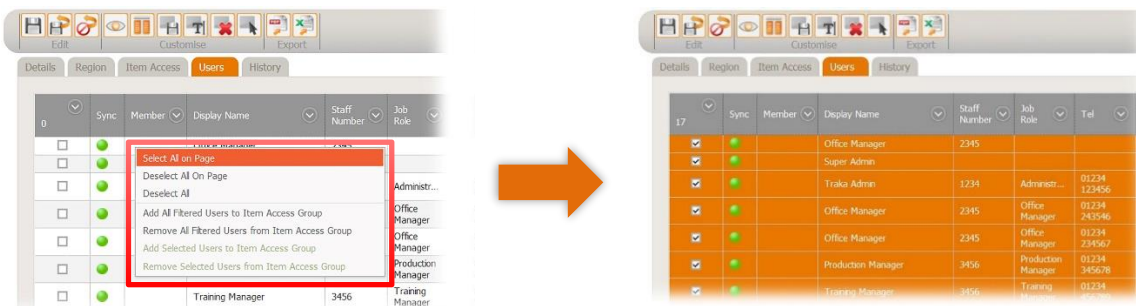 Edit Customise Export
Details Region Item Access Users History
0 Sync Member Display Name Staff Number Job Role
Office Manager 2345
Select All on Page
Deselect All On Page
Deselect All
Add All Filtered Users to Item Access Group
Remove All Filtered Users from Item Access Group
Add Selected Users to Item Access Group
Remove Selected Users from Item Access Group
Administr...
Office Manager
Office Manager
Production Manager
Training Manager 3456 Training Manager
Edit Customise Export
Details Region Item Access Users History
17 Sync Member Display Name Staff Number Job Role Tel
Office Manager 2345
Super Admin
Traka Admin 1234 Administr... 01234 123456
Office Manager 2345 Office Manager 01234 243546
Office Manager 2345 Office Manager 01234 234567
Production Manager 3456 Production Manager 01234 345678
Training Manager 3456 Training 01234